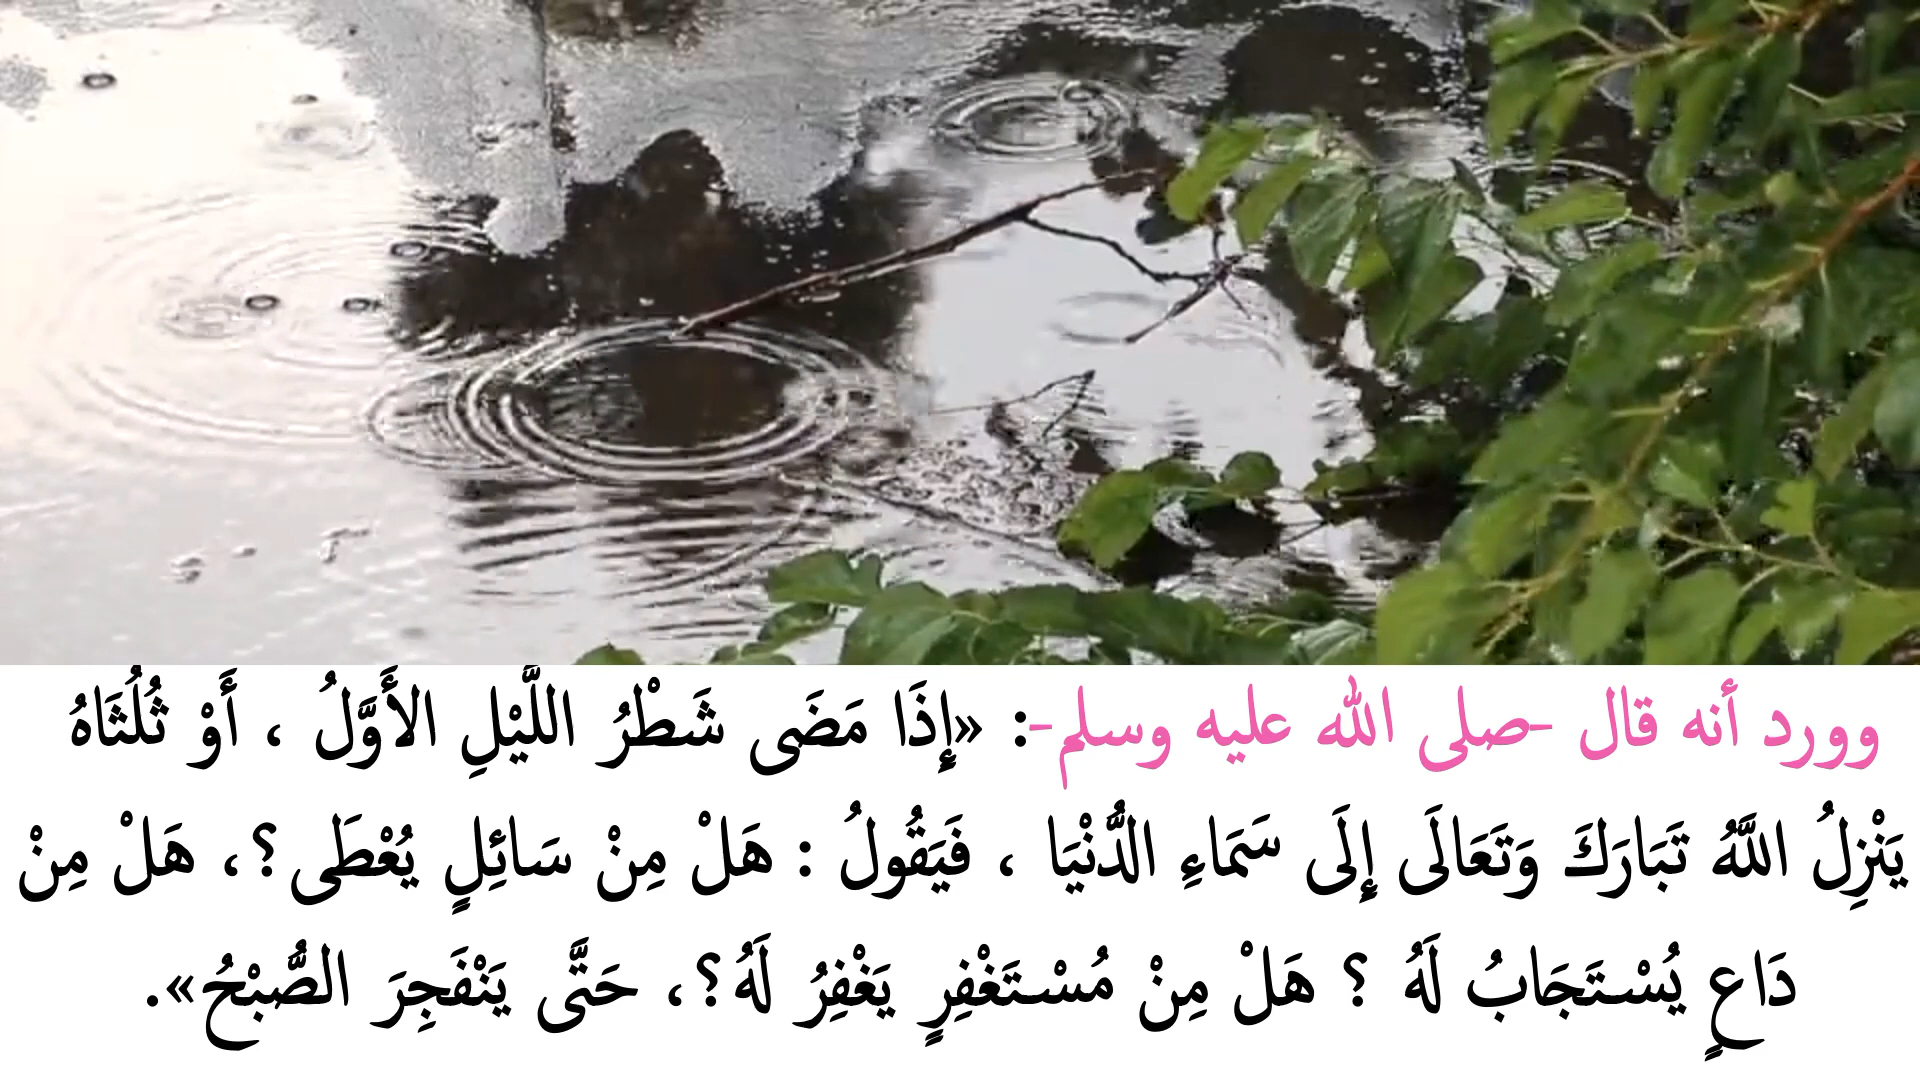 وورد أنه قال -صلى الله عليه وسلم-: «إِذَا مَضَى شَطْرُ اللَّيْلِ الأَوَّلُ ، أَوْ ثُلُثَاهُ
يَنْزِلُ اللَّهُ تَبَارَكَ وَتَعَالَى إِلَى سَمَاءِ الدُّنْيَا ، فَيَقُولُ : هَلْ مِنْ سَائِلٍ يُعْطَى؟، هَلْ مِنْ
دَاعٍ يُسْتَجَابُ لَهُ ؟ هَلْ مِنْ مُسْتَغْفِرٍ يَغْفِرُ لَهُ؟، حَتَّى يَنْفَجِرَ الصُّبْحُ».